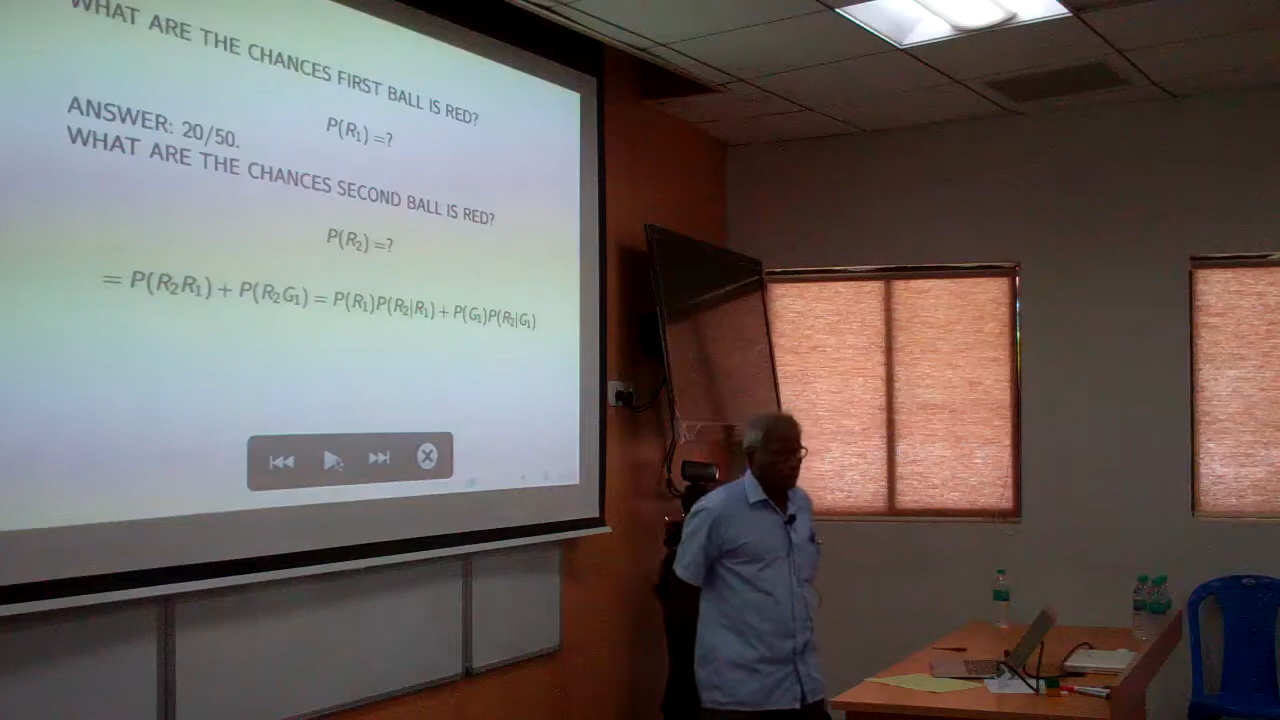 WHAT ARE THE CHANCES FIRST BALL IS RED?
P(R₁) =?
ANSWER: 20/50.
WHAT ARE THE CHANCES SECOND BALL IS RED?
P(R₂) =?
= P(R₂R₁) + P(R₂G₁) = P(R₁)P(R₂|R₁) + P(G₁)P(R₂|G₁)